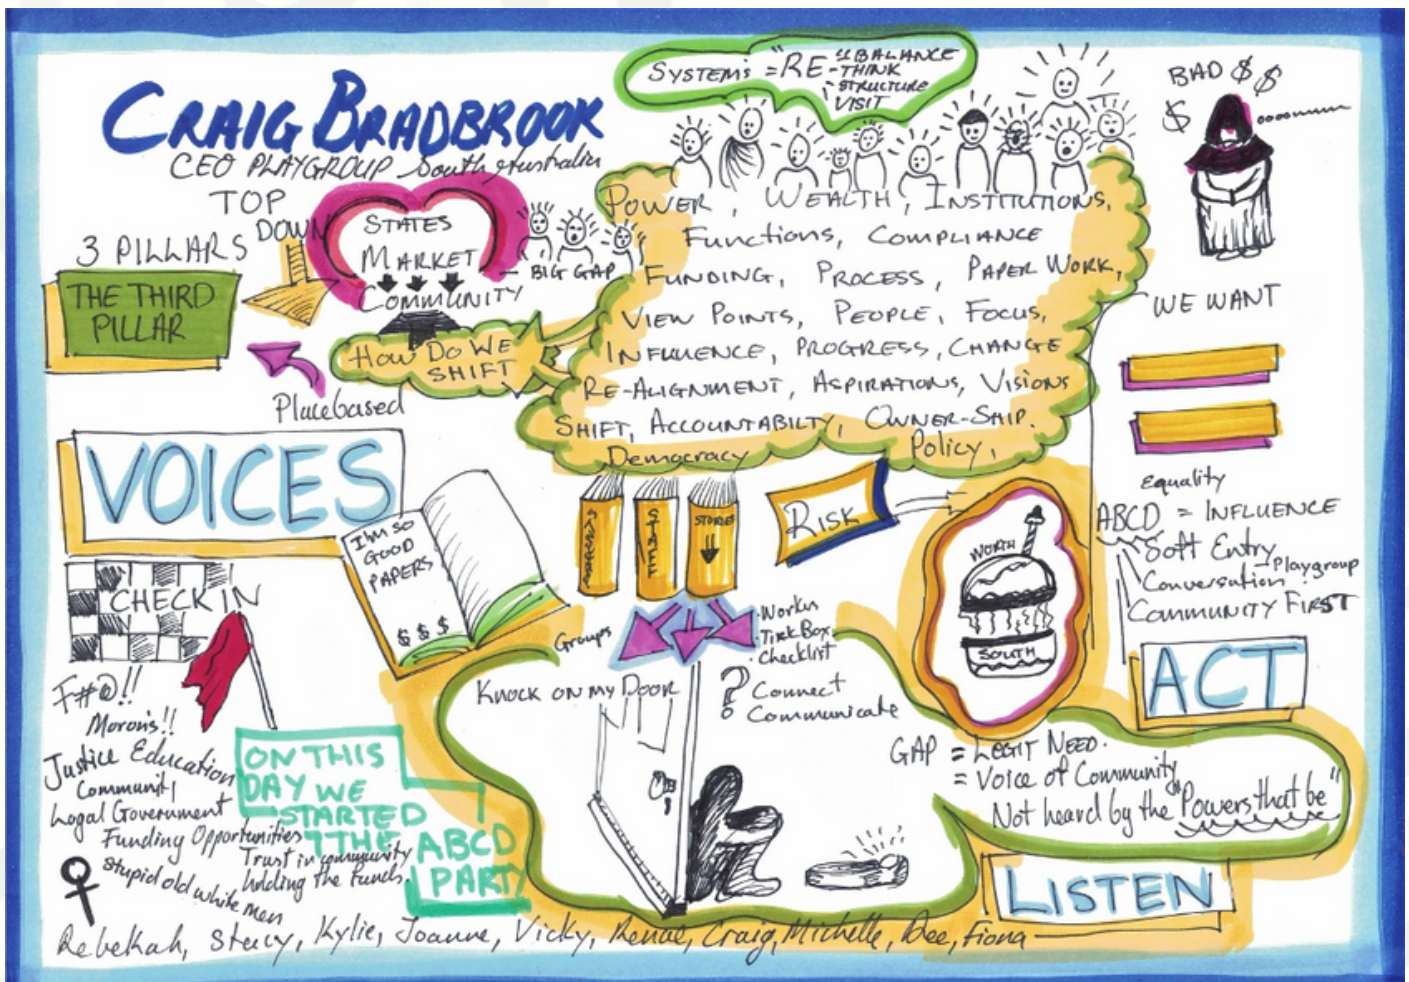 CRAIG BRADBROOK
CEO PLAYGROUP South Australia
SYSTEMS = "RE
"BALANCE
-THINK
-STRUCTURE
VISIT
BAD $ $
$
TOP
DOWN
3 PILLARS
THE THIRD
PILLAR
STATES
MARKET
COMMUNITY
- BIG GAP
HOW DO WE
SHIFT
Placebased
POWER, WEALTH, INSTITUTIONS,
Functions, COMPLIANCE
FUNDING, PROCESS, PAPER WORK,
VIEW POINTS, PEOPLE, FOCUS,
INFLUENCE, PROGRESS, CHANGE
RE-ALIGNMENT, ASPIRATIONS, VISIONS
SHIFT, ACCOUNTABILTY, OWNER-SHIP.
Democracy Policy,
WE WANT
Equality
ABCD = INFLUENCE
Soft Entry
Playgroup
Conversation
COMMUNITY FIRST
VOICES
I'M SO
GOOD
PAPERS
$ $ $
STORIES
RISK
WORTH
SOUTH
CHECK IN
F#@!!
Morons!!
Justice Education
Community
Logal Government
Funding Opportunities
Trust in community
holding the funds
Stupid old white men
ON THIS
DAY WE
STARTED
THE ABCD
PARTY
Groups
Worker
Tick Box
Checklist
KNOCK ON MY DOOR
? Connect
Communicate
ACT
GAP = LEGIT NEED.
= Voice of Community
Not heard by the "Powers that be"
LISTEN
Rebekah, Stacy, Kylie, Joanne, Vicky, Renae, Craig, Michelle, Dee, Fiona